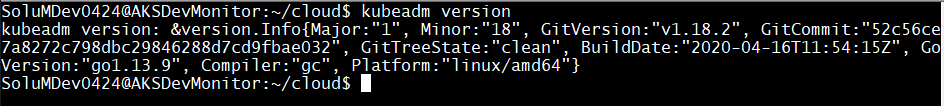 SoluMDev0424@AKSDevMonitor:~/cloud$ kubeadm version
kubeadm version: &version.Info{Major:"1", Minor:"18", GitVersion:"v1.18.2", GitCommit:"52c56ce
7a8272c798dbc29846288d7cd9fbae032", GitTreeState:"clean", BuildDate:"2020-04-16T11:54:15Z", Go
Version:"go1.13.9", Compiler:"gc", Platform:"linux/amd64"}
SoluMDev0424@AKSDevMonitor:~/cloud$